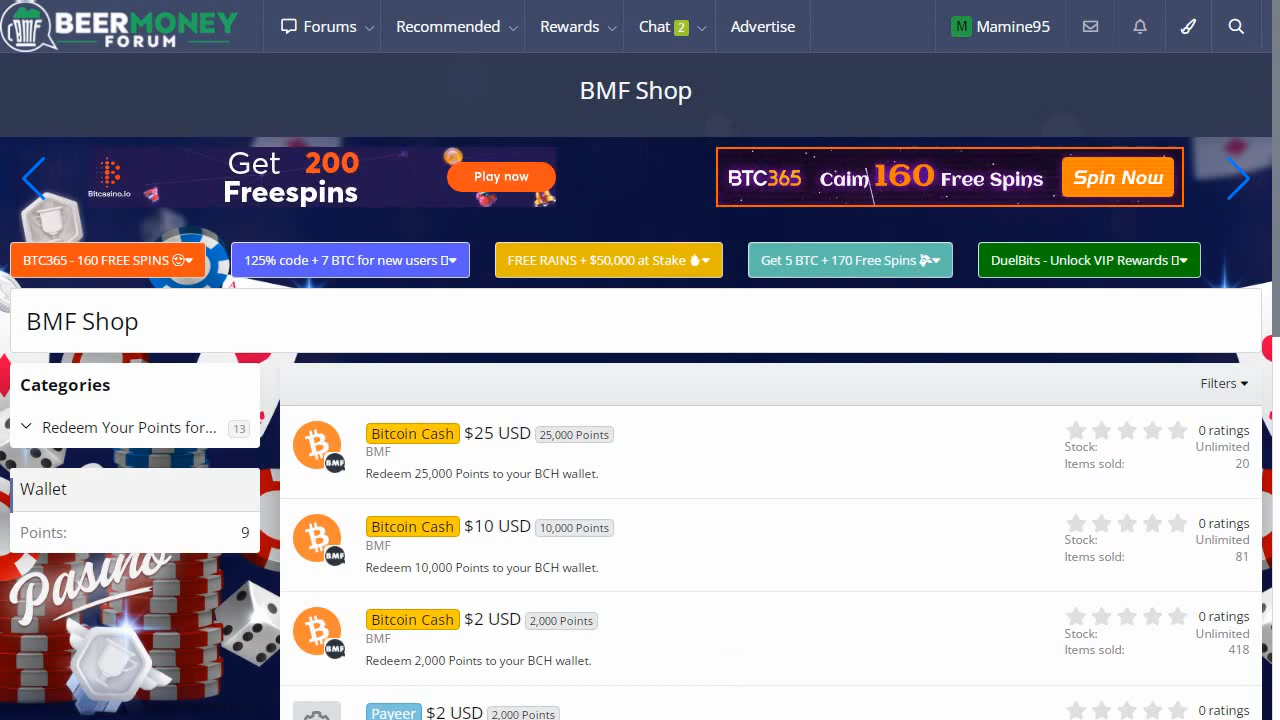 BEERMONEY
FORUM
Forums
Recommended
Rewards
Chat 2
Advertise
M Mamine95
BMF Shop
Bitcasino.io
Get 200
Freespins
Play now
BTC365 Caim 160 Free Spins Spin Now
BTC365 - 160 FREE SPINS
125% code + 7 BTC for new users
FREE RAINS + $50,000 at Stake
Get 5 BTC + 170 Free Spins
DuelBits - Unlock VIP Rewards
BMF Shop
Categories
Redeem Your Points for... 13
Wallet
Points: 9
Pasino
Filters
Bitcoin Cash $25 USD 25,000 Points
BMF
BMF
Redeem 25,000 Points to your BCH wallet.
0 ratings
Stock: Unlimited
Items sold: 20
Bitcoin Cash $10 USD 10,000 Points
BMF
BMF
Redeem 10,000 Points to your BCH wallet.
0 ratings
Stock: Unlimited
Items sold: 81
Bitcoin Cash $2 USD 2,000 Points
BMF
BMF
Redeem 2,000 Points to your BCH wallet.
0 ratings
Stock: Unlimited
Items sold: 418
Payeer $2 USD 2,000 Points
0 ratings